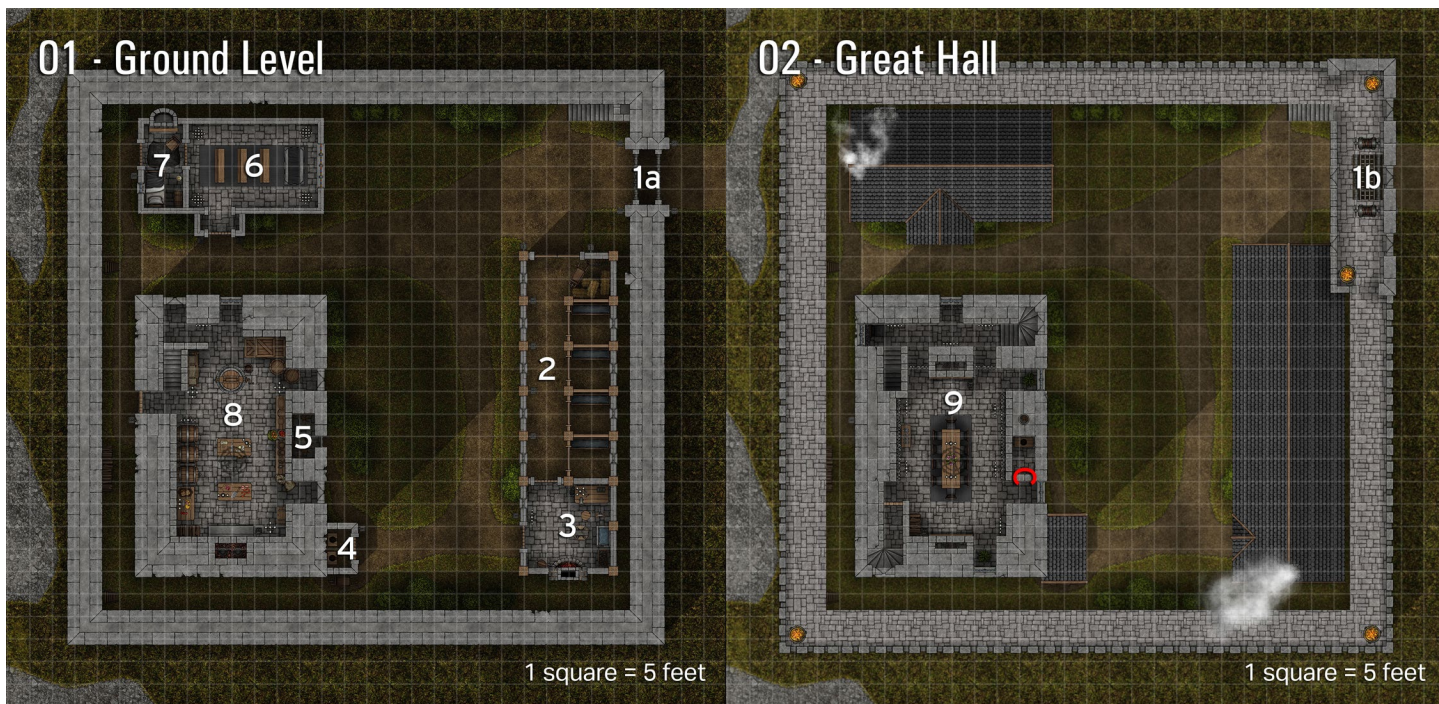 01 - Ground Level
7
6
1a
2
8
5
3
4
1 square = 5 feet
02 - Great Hall
1b
9
1 square = 5 feet